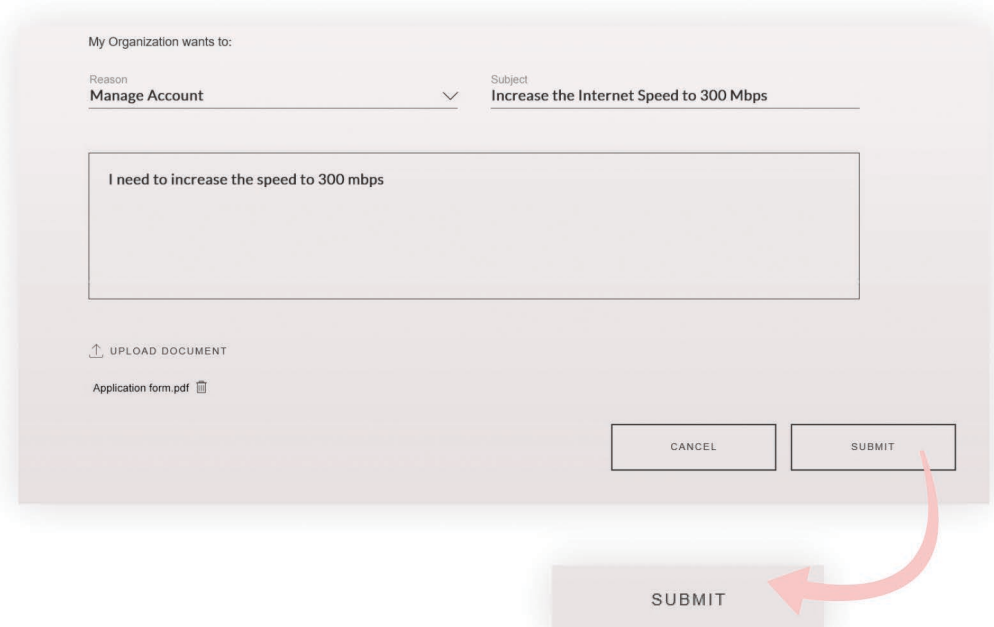 My Organization wants to:
Reason
Subject
Manage Account
Increase the Internet Speed to 300 Mbps
I need to increase the speed to 300 mbps
UPLOAD DOCUMENT
Application form.pdf
CANCEL
SUBMIT
SUBMIT